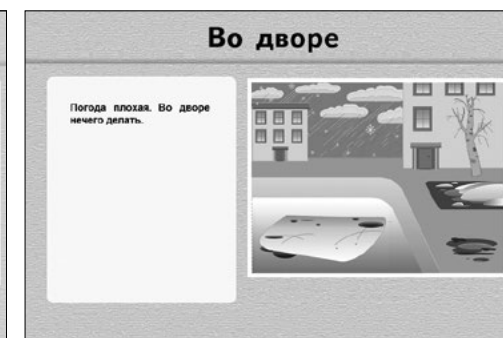 Во дворе
Погода плохая. Во дворе
нечего делать.